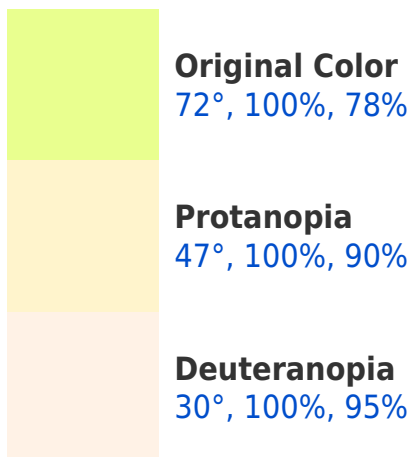 Original Color
72°, 100%, 78%
Protanopia
47°, 100%, 90%
Deuteranopia
30°, 100%, 95%